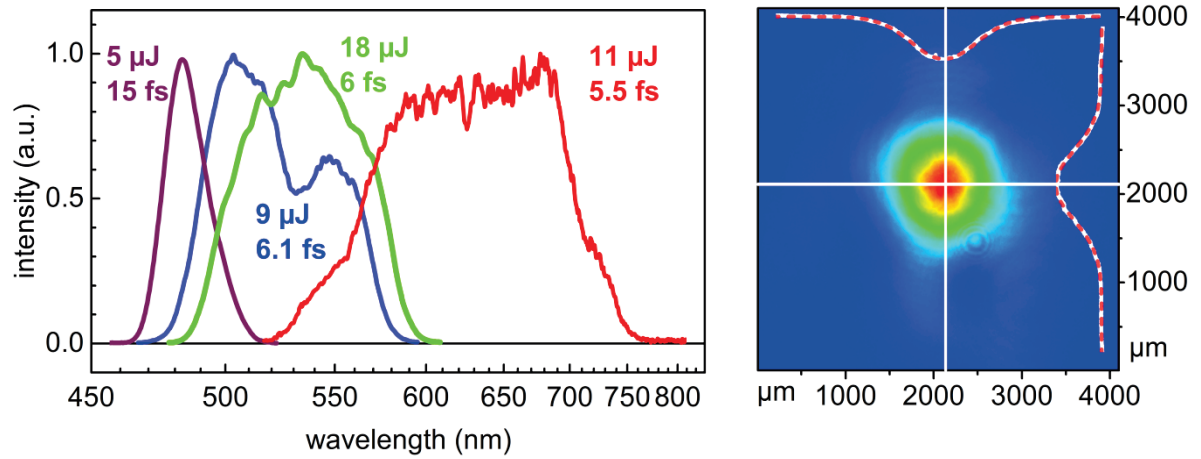 1.0
0.5
0.0
intensity (a.u.)
5 µJ
15 fs
18 µJ
6 fs
11 µJ
5.5 fs
9 µJ
6.1 fs
450 500 550 600 650 700 750 800
wavelength (nm)
4000
3000
2000
1000
µm
µm 1000 2000 3000 4000